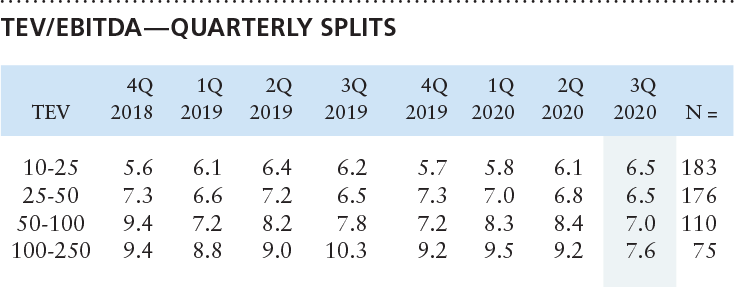 TEV/EBITDA—QUARTERLY SPLITS
4Q 1Q 2Q 3Q 4Q 1Q 2Q 3Q
TEV 2018 2019 2019 2019 2019 2020 2020 2020 N =
10-25 5.6 6.1 6.4 6.2 5.7 5.8 6.1 6.5 183
25-50 7.3 6.6 7.2 6.5 7.3 7.0 6.8 6.5 176
50-100 9.4 7.2 8.2 7.8 7.2 8.3 8.4 7.0 110
100-250 9.4 8.8 9.0 10.3 9.2 9.5 9.2 7.6 75